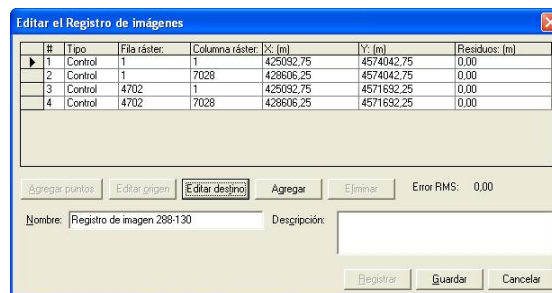 Editar el Registro de imágenes
# Tipo Fila ráster: Columna ráster: X: (m) Y: (m) Residuos: (m)
1 Control 1 1 425092,75 4574042,75 0,00
2 Control 1 7028 428606,25 4574042,75 0,00
3 Control 4702 1 425092,75 4571692,25 0,00
4 Control 4702 7028 428606,25 4571692,25 0,00
Agregar puntos Editar origen Editar destino Agregar Eliminar Error RMS: 0,00
Nombre: Registro de imagen 288-130 Descripción:
Registrar Guardar Cancelar